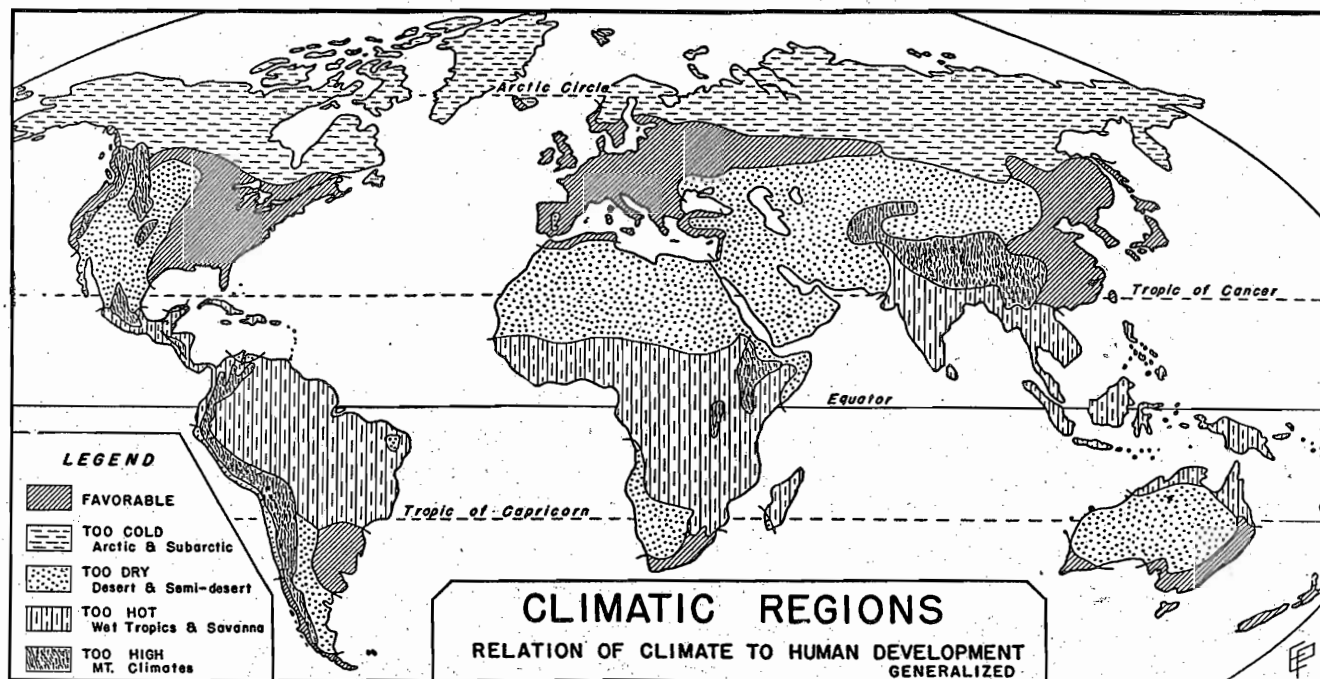 Arctic Circle
Tropic of Cancer
Equator
Tropic of Capricorn
LEGEND
FAVORABLE
TOO COLD
Arctic & Subarctic
TOO DRY
Desert & Semi-desert
TOO HOT
Wet Tropics & Savanna
TOO HIGH
MT. Climates
CLIMATIC REGIONS
RELATION OF CLIMATE TO HUMAN DEVELOPMENT
GENERALIZED